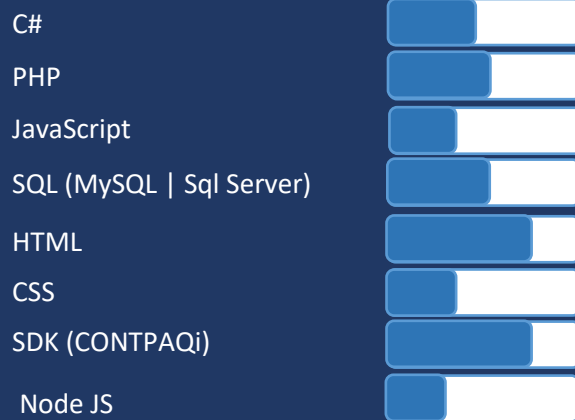 C#
PHP
JavaScript
SQL (MySQL | Sql Server)
HTML
CSS
SDK (CONTPAQi)
Node JS